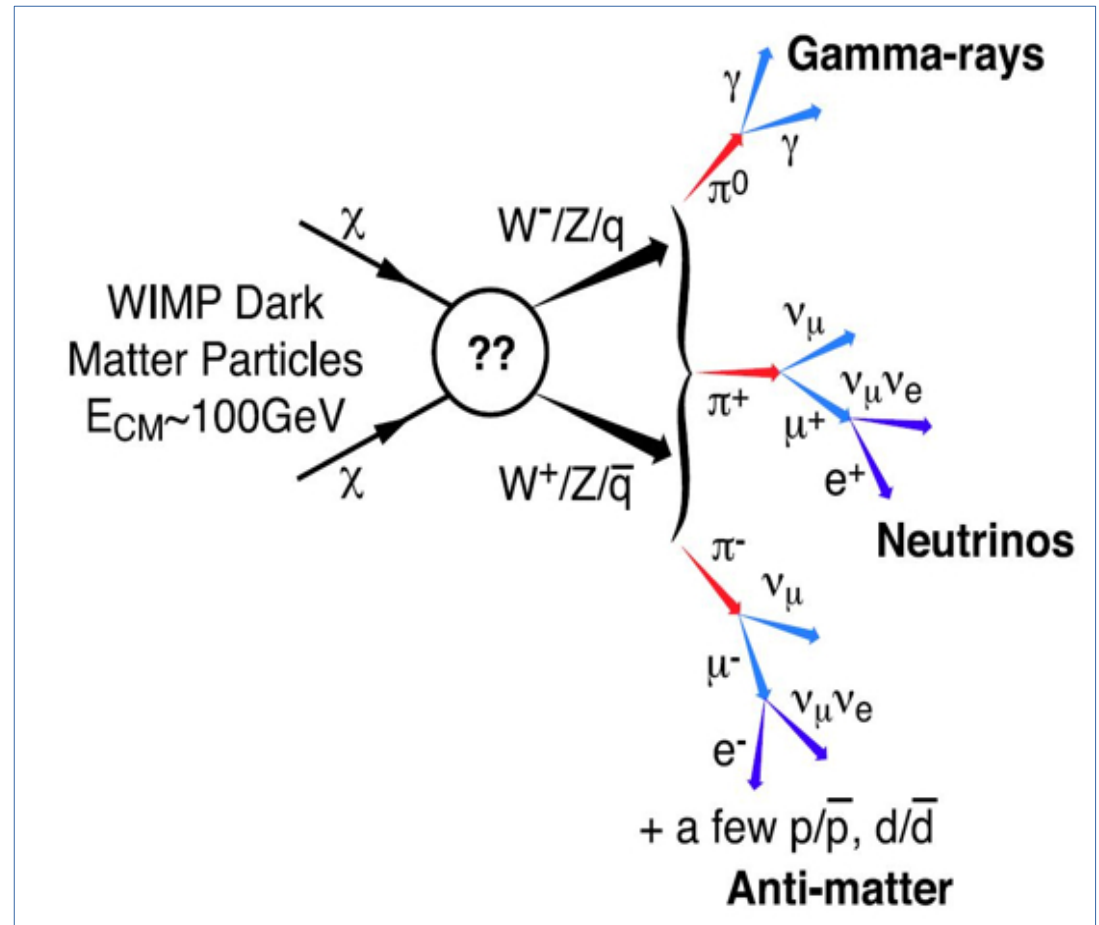 Gamma-rays
γ
γ
π⁰
χ
W⁻/Z/q
WIMP Dark
Matter Particles
E_CM~100GeV
??
χ
W⁺/Z/q̅
π⁺
ν_μ
μ⁺
ν_μν_e
e⁺
Neutrinos
π⁻
ν_μ
μ⁻
ν_μν_e
e⁻
+ a few p/p̅, d/d̅
Anti-matter